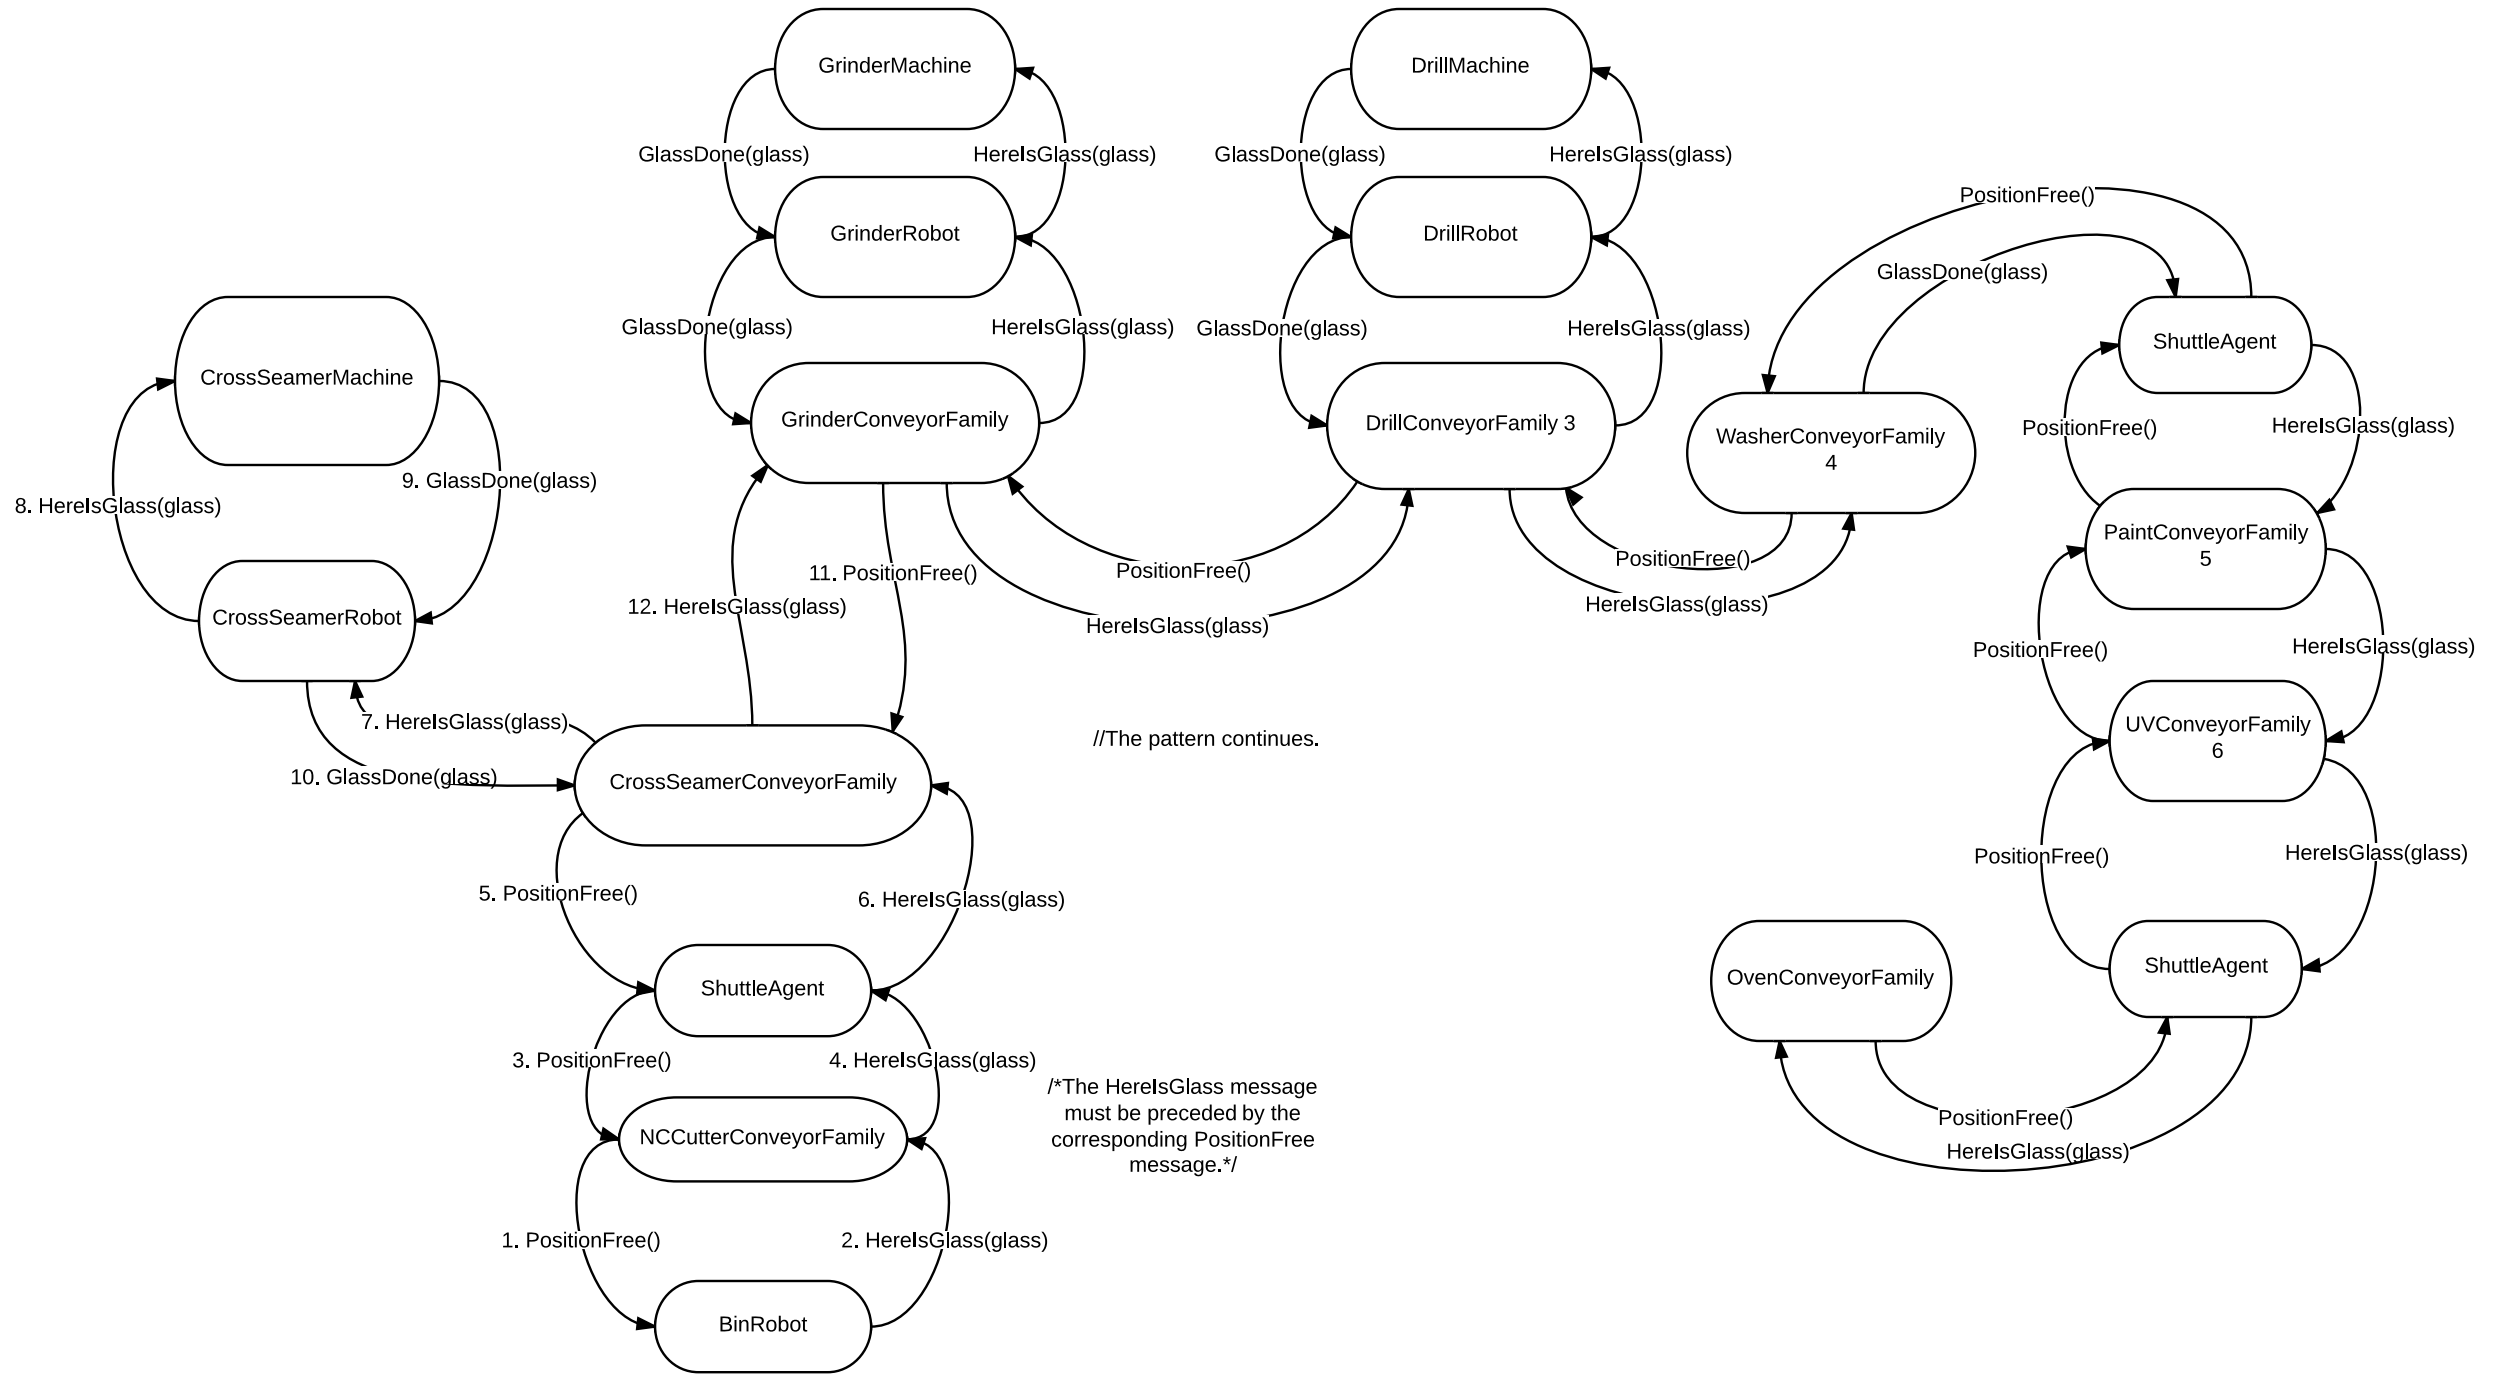 GrinderMachine
DrillMachine
GlassDone(glass)
HereIsGlass(glass)
GlassDone(glass)
HereIsGlass(glass)
PositionFree()
GrinderRobot
DrillRobot
GlassDone(glass)
GlassDone(glass)
HereIsGlass(glass)
GlassDone(glass)
HereIsGlass(glass)
ShuttleAgent
CrossSeamerMachine
GrinderConveyorFamily
DrillConveyorFamily 3
WasherConveyorFamily
4
PositionFree()
HereIsGlass(glass)
9. GlassDone(glass)
8. HereIsGlass(glass)
PaintConveyorFamily
5
11. PositionFree()
PositionFree()
PositionFree()
12. HereIsGlass(glass)
HereIsGlass(glass)
HereIsGlass(glass)
CrossSeamerRobot
PositionFree()
HereIsGlass(glass)
7. HereIsGlass(glass)
//The pattern continues.
UVConveyorFamily
6
10. GlassDone(glass)
CrossSeamerConveyorFamily
5. PositionFree()
6. HereIsGlass(glass)
PositionFree()
HereIsGlass(glass)
ShuttleAgent
OvenConveyorFamily
ShuttleAgent
3. PositionFree()
4. HereIsGlass(glass)
/*The HereIsGlass message
must be preceded by the
corresponding PositionFree
message.*/
PositionFree()
HereIsGlass(glass)
NCCutterConveyorFamily
1. PositionFree()
2. HereIsGlass(glass)
BinRobot